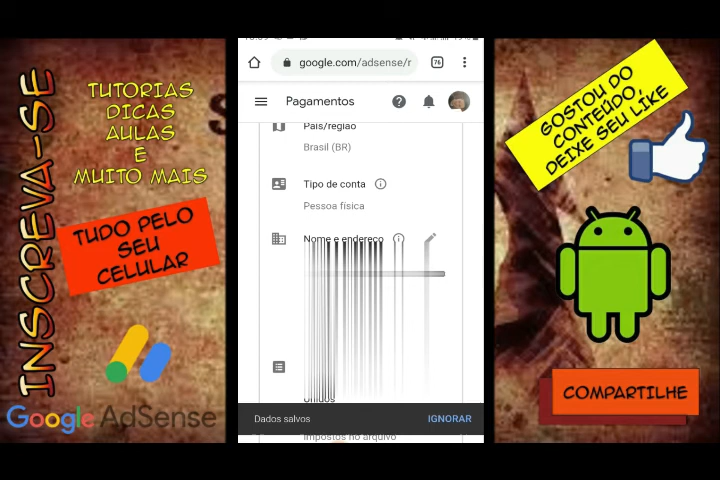 INSCREVA-SE
TUTORIAS
DICAS
AULAS
E
MUITO MAIS
TUDO PELO
SEU
CELULAR
Google AdSense
google.com/adsense/r
76
Pagamentos
País/região
Brasil (BR)
Tipo de conta
Pessoa física
Nome e endereço
Unidos
Dados salvos
IGNORAR
Impostos no arquivo
GOSTOU DO
CONTEÚDO,
DEIXE SEU LIKE
COMPARTILHE